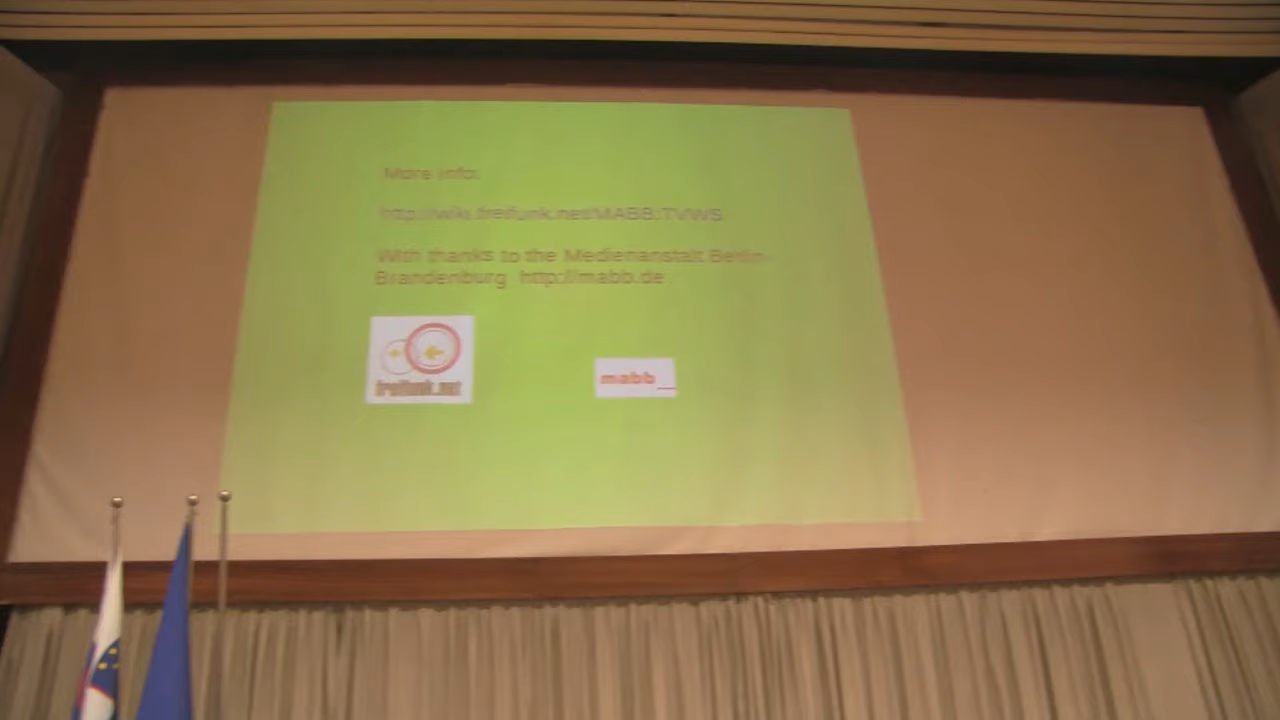 More info:
http://wiki.freifunk.net/MABB:TVWS
With thanks to the Medienanstalt Berlin-
Brandenburg http://mabb.de
freifunk.net
mabb_